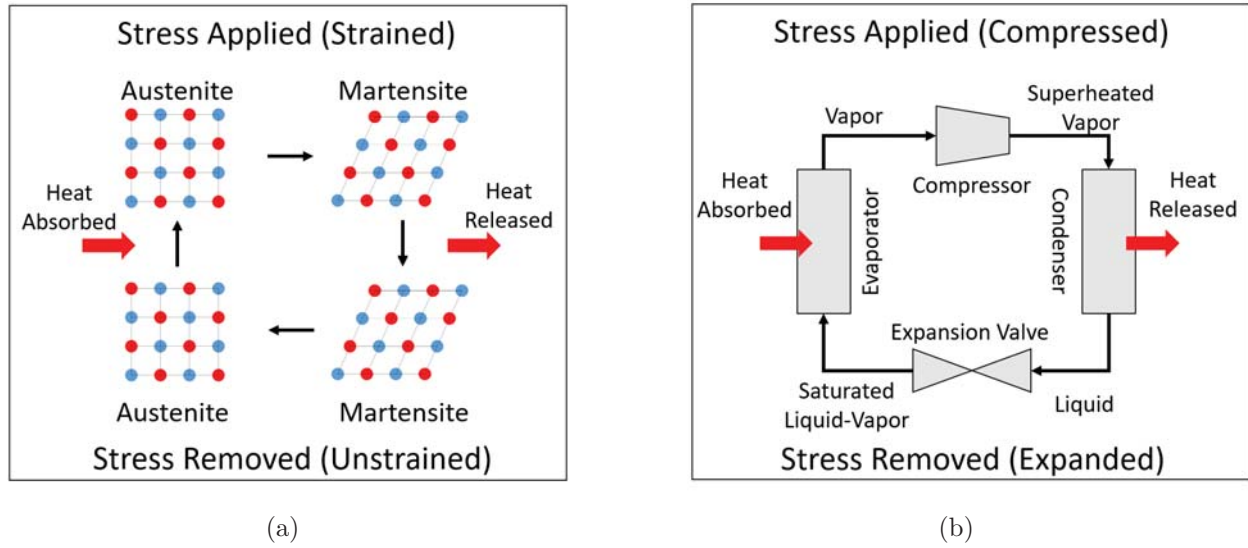 Stress Applied (Strained)
Austenite
Martensite
Heat
Absorbed
Heat
Released
Austenite
Martensite
Stress Removed (Unstrained)
(a)
Stress Applied (Compressed)
Vapor
Superheated
Vapor
Compressor
Heat
Absorbed
Evaporator
Condenser
Heat
Released
Expansion Valve
Saturated
Liquid-Vapor
Liquid
Stress Removed (Expanded)
(b)